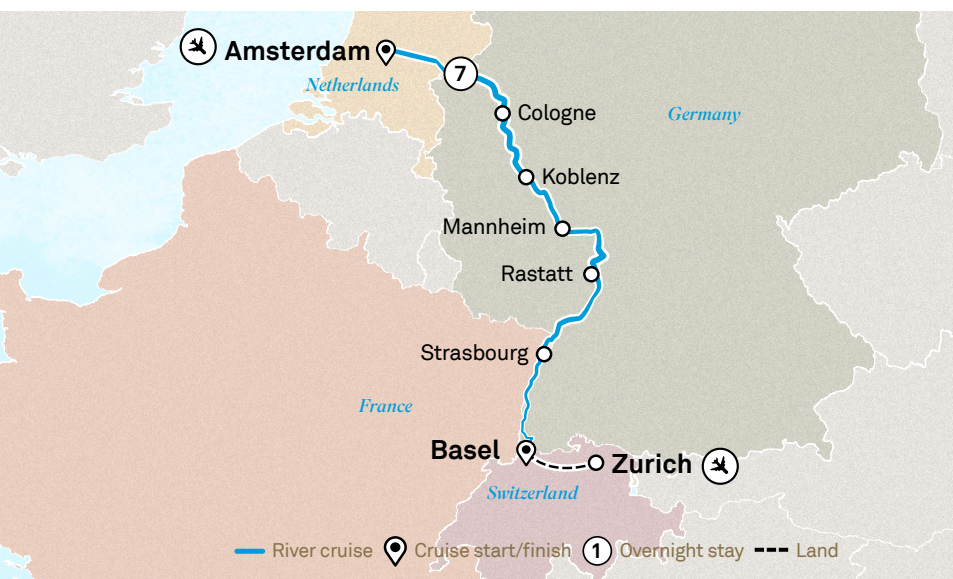 Amsterdam
Netherlands
7
Cologne
Germany
Koblenz
Mannheim
Rastatt
Strasbourg
France
Basel
Zurich
Switzerland
River cruise Cruise start/finish 1 Overnight stay Land